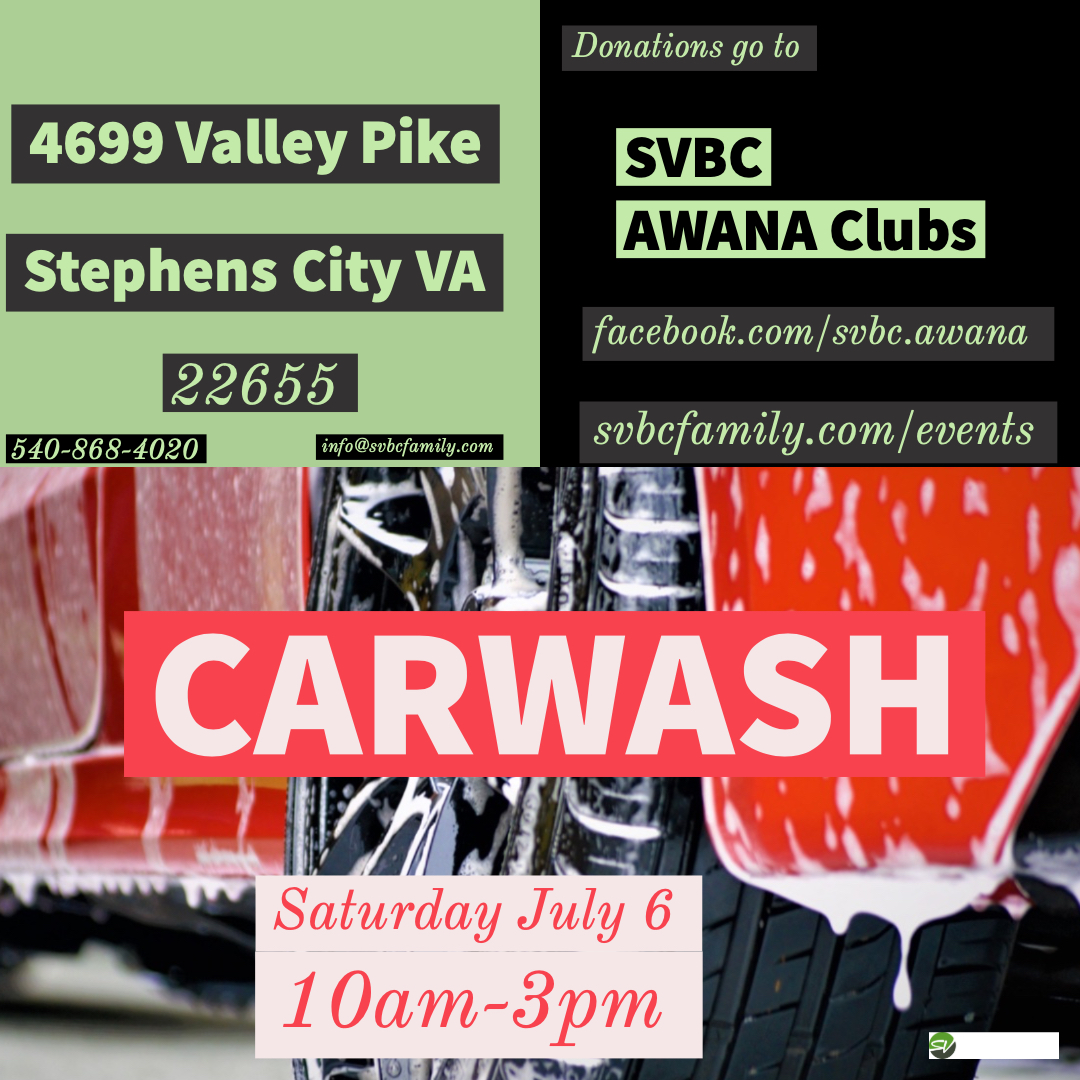 4699 Valley Pike
Stephens City VA
22655
540-868-4020
info@svbcfamily.com
Donations go to
SVBC
AWANA Clubs
facebook.com/svbc.awana
svbcfamily.com/events
CARWASH
Saturday July 6
10am-3pm
SV